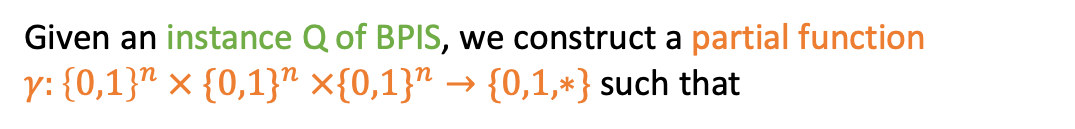 Given an instance Q of BPIS, we construct a partial function
γ: {0,1}ⁿ × {0,1}ⁿ ×{0,1}ⁿ → {0,1,*} such that